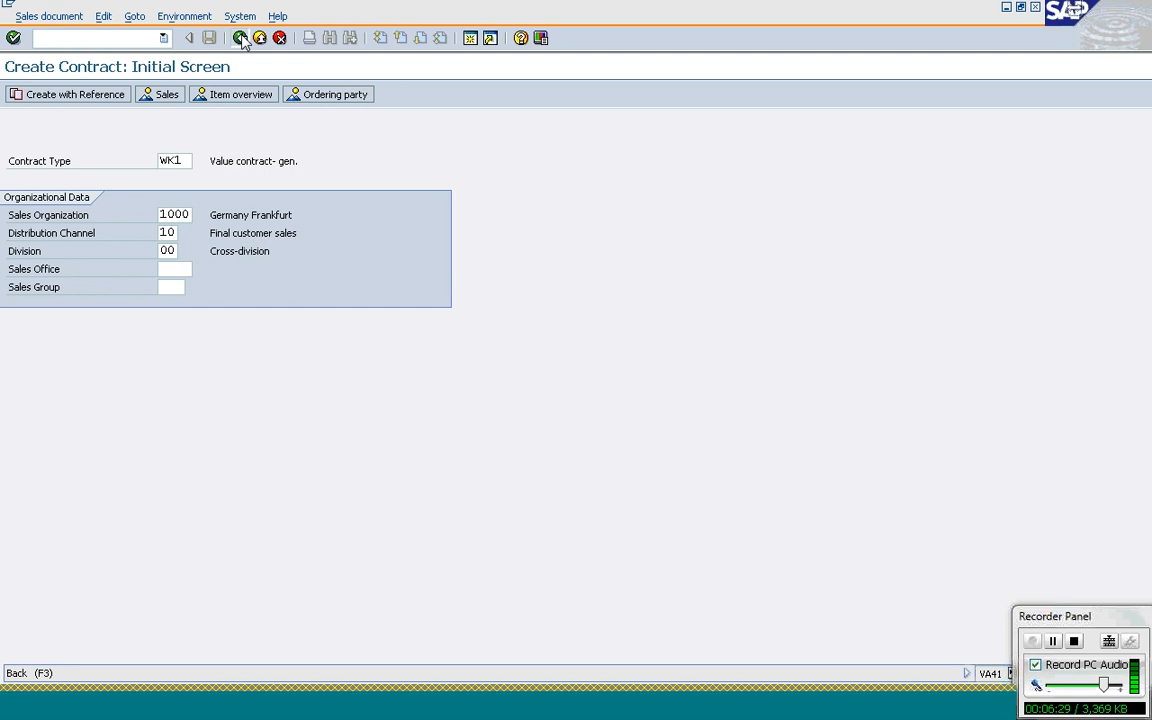 Sales document Edit Goto Environment System Help
SAP
Create Contract: Initial Screen
Create with Reference Sales Item overview Ordering party
Contract Type WK1 Value contract- gen.
Organizational Data
Sales Organization 1000 Germany Frankfurt
Distribution Channel 10 Final customer sales
Division 00 Cross-division
Sales Office
Sales Group
Recorder Panel
Record PC Audio
Back (F3) VA41
00:06:29 / 3,369 KB